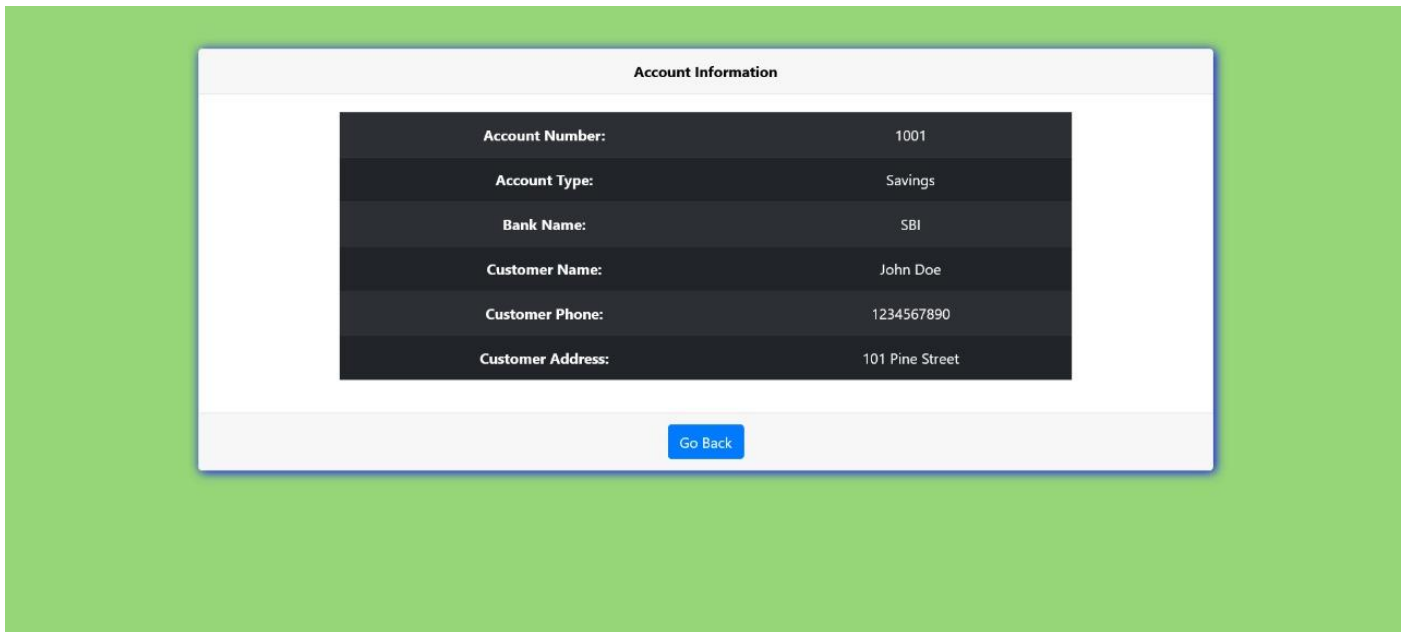 Account Information
Account Number: 1001
Account Type: Savings
Bank Name: SBI
Customer Name: John Doe
Customer Phone: 1234567890
Customer Address: 101 Pine Street
Go Back